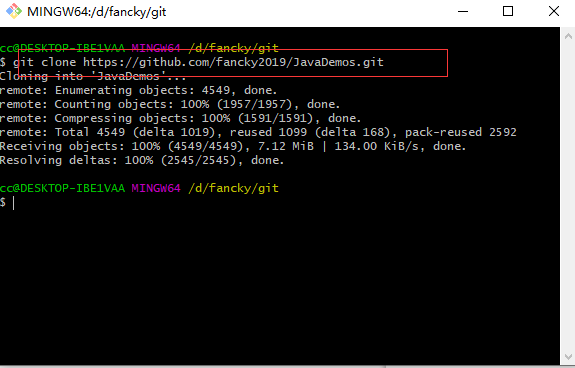 MINGW64:/d/fancky/git
cc@DESKTOP-IBE1VAA MINGW64 /d/fancky/git
$ git clone https://github.com/fancky2019/JavaDemos.git
Cloning into 'JavaDemos'...
remote: Enumerating objects: 4549, done.
remote: Counting objects: 100% (1957/1957), done.
remote: Compressing objects: 100% (1591/1591), done.
remote: Total 4549 (delta 1019), reused 1099 (delta 168), pack-reused 2592
Receiving objects: 100% (4549/4549), 7.12 MiB | 134.00 KiB/s, done.
Resolving deltas: 100% (2545/2545), done.
cc@DESKTOP-IBE1VAA MINGW64 /d/fancky/git
$